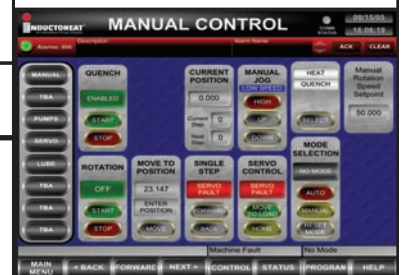 INDUCTOHEAT
MANUAL CONTROL
COMM
STATUS
09/15/05
16:06:19
Alarms: 000
Description
Alarm Name
ACK
CLEAR
MANUAL
TBA
PUMPS
SERVO
LUBE
TBA
TBA
TBA
QUENCH
ENABLED
START
STOP
CURRENT
POSITION
0.000
Current
Step
0
Next
Step
0
MANUAL
JOG
LOW SPEED
HIGH
UP
DOWN
HEAT
QUENCH
SELECT
Manual
Rotation
Speed
Setpoint
50.000
ROTATION
OFF
START
STOP
MOVE TO
POSITION
23.147
ENTER
POSITION
MOVE
SINGLE
STEP
SERVO
FAULT
FORWARD
BACK
SERVO
CONTROL
SERVO
FAULT
MOVE
TO LOAD
HOME
MODE
SELECTION
NO MODE
AUTO
MANUAL
RESET
MODE
Machine Fault
No Mode
MAIN
MENU
< BACK
FORWARD
NEXT >
CONTROL
STATUS
PROGRAM
HELP